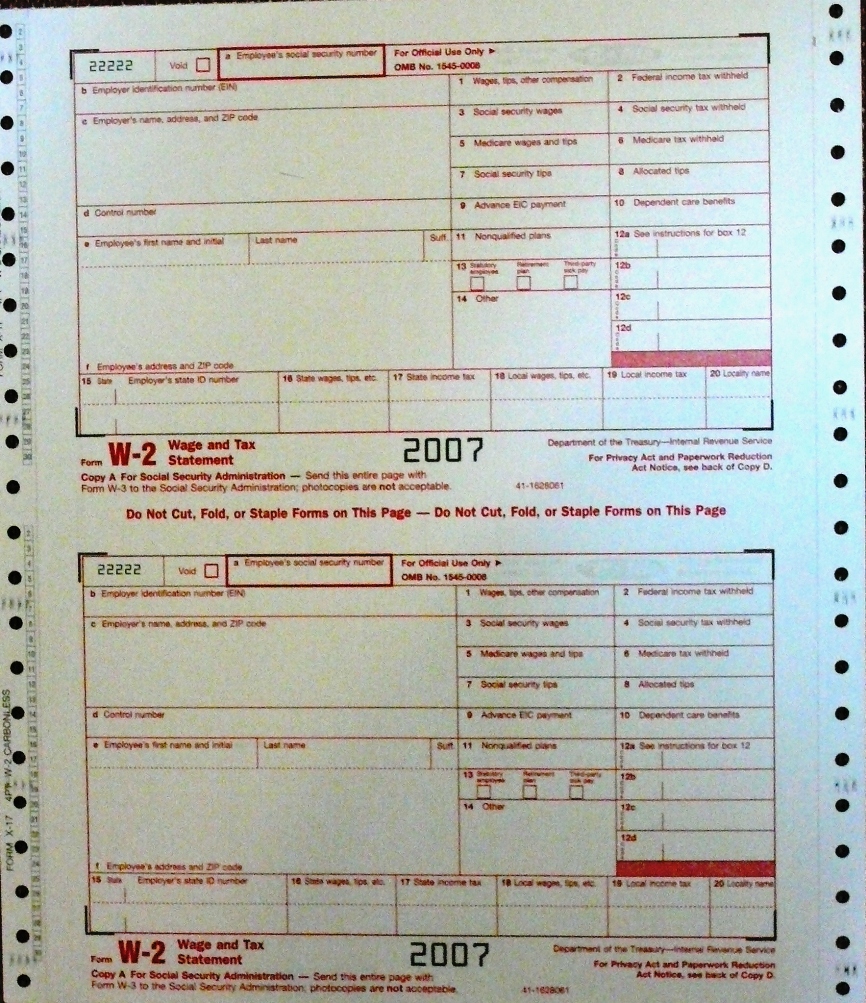 22222 Void a Employee's social security number For Official Use Only ►
OMB No. 1545-0008
b Employer identification number (EIN) 1 Wages, tips, other compensation 2 Federal income tax withheld
c Employer's name, address, and ZIP code 3 Social security wages 4 Social security tax withheld
5 Medicare wages and tips 6 Medicare tax withheld
7 Social security tips 8 Allocated tips
d Control number 9 Advance EIC payment 10 Dependent care benefits
e Employee's first name and initial Last name Suff. 11 Nonqualified plans 12a See instructions for box 12
13 Statutory employee Retirement plan Third-party sick pay 12b
14 Other 12c
12d
f Employee's address and ZIP code
15 State Employer's state ID number 16 State wages, tips, etc. 17 State income tax 18 Local wages, tips, etc. 19 Local income tax 20 Locality name
Form W-2 Wage and Tax Statement 2007 Department of the Treasury—Internal Revenue Service
For Privacy Act and Paperwork Reduction
Act Notice, see back of Copy D.
Copy A For Social Security Administration — Send this entire page with
Form W-3 to the Social Security Administration; photocopies are not acceptable. 41-1628061
Do Not Cut, Fold, or Staple Forms on This Page — Do Not Cut, Fold, or Staple Forms on This Page
22222 Void a Employee's social security number For Official Use Only ►
OMB No. 1545-0008
b Employer identification number (EIN) 1 Wages, tips, other compensation 2 Federal income tax withheld
c Employer's name, address, and ZIP code 3 Social security wages 4 Social security tax withheld
5 Medicare wages and tips 6 Medicare tax withheld
7 Social security tips 8 Allocated tips
d Control number 9 Advance EIC payment 10 Dependent care benefits
e Employee's first name and initial Last name Suff. 11 Nonqualified plans 12a See instructions for box 12
13 Statutory employee Retirement plan Third-party sick pay 12b
14 Other 12c
12d
f Employee's address and ZIP code
15 State Employer's state ID number 16 State wages, tips, etc. 17 State income tax 18 Local wages, tips, etc. 19 Local income tax 20 Locality name
Form W-2 Wage and Tax Statement 2007 Department of the Treasury—Internal Revenue Service
For Privacy Act and Paperwork Reduction
Act Notice, see back of Copy D.
Copy A For Social Security Administration — Send this entire page with
Form W-3 to the Social Security Administration; photocopies are not acceptable. 41-1628061
FORM X-17 W-2 CARBONLESS